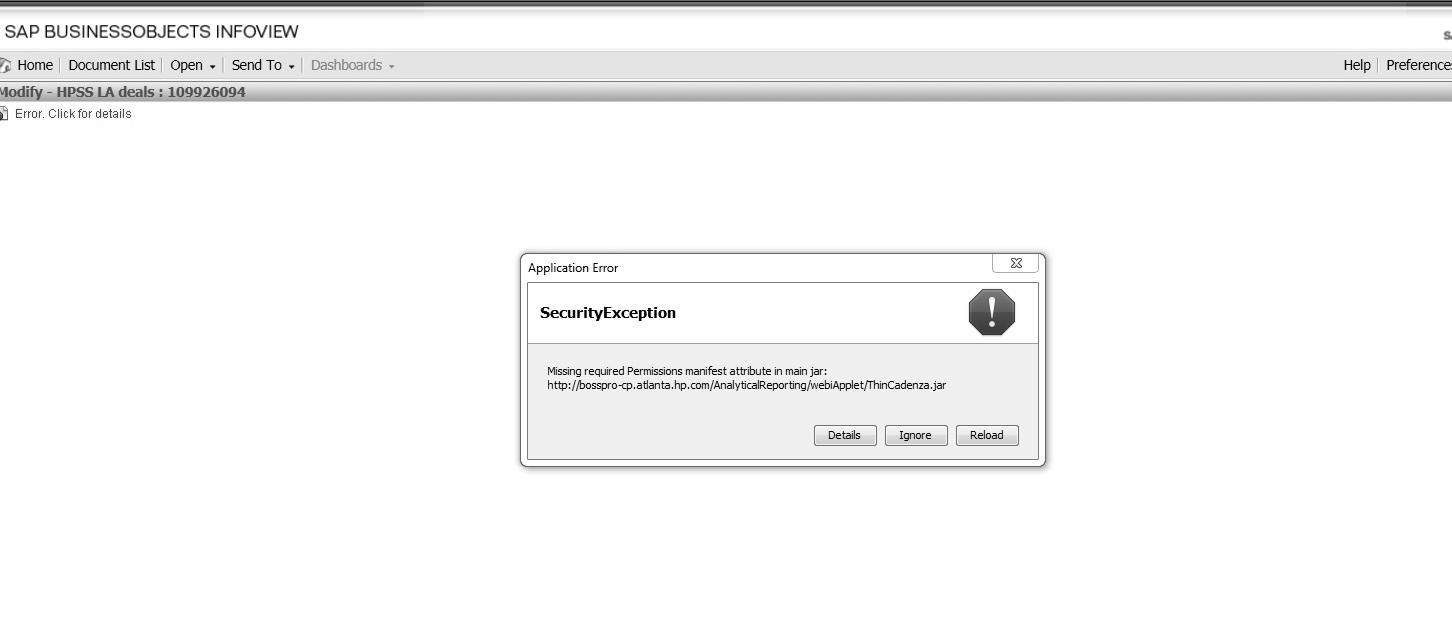 SAP BUSINESSOBJECTS INFOVIEW
Home Document List Open Send To Dashboards Help Preferences
Modify - HPSS LA deals : 109926094
Error. Click for details
Application Error
SecurityException
Missing required Permissions manifest attribute in main jar:
http://bosspro-cp.atlanta.hp.com/AnalyticalReporting/webiApplet/ThinCadenza.jar
Details Ignore Reload